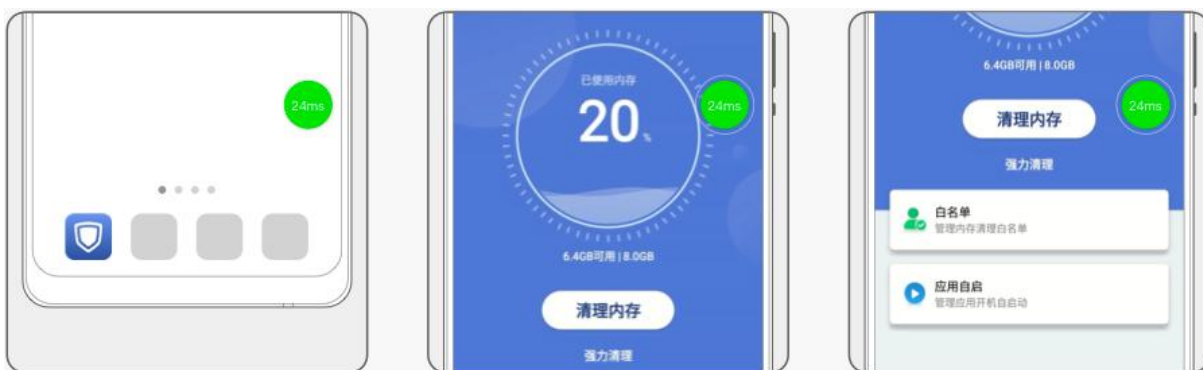 24ms
已使用内存
20 %
24ms
6.4GB可用 | 8.0GB
清理内存
强力清理
6.4GB可用 | 8.0GB
24ms
清理内存
强力清理
白名单
管理内存清理白名单
应用自启
管理应用开机自启动